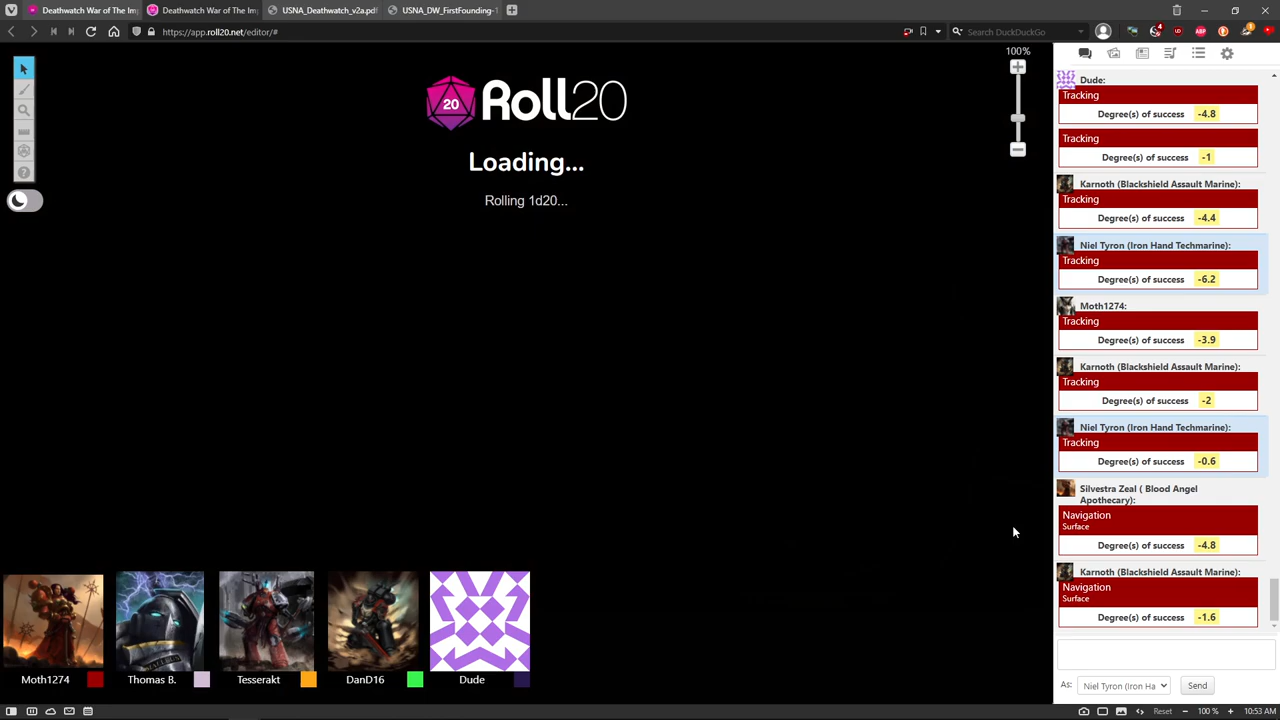 Deathwatch War of The Im
Deathwatch War of The Imp
USNA_Deathwatch_v2a.pdf
USNA_DW_FirstFounding-1
https://app.roll20.net/editor/#
Search DuckDuckGo
100%
20
Roll20
Loading...
Rolling 1d20...
Dude:
Tracking
Degree(s) of success -4.8
Tracking
Degree(s) of success -1
Karnoth (Blackshield Assault Marine):
Tracking
Degree(s) of success -4.4
Niel Tyron (Iron Hand Techmarine):
Tracking
Degree(s) of success -6.2
Moth1274:
Tracking
Degree(s) of success -3.9
Karnoth (Blackshield Assault Marine):
Tracking
Degree(s) of success -2
Niel Tyron (Iron Hand Techmarine):
Tracking
Degree(s) of success -0.6
Silvestra Zeal ( Blood Angel
Apothecary):
Navigation
Surface
Degree(s) of success -4.8
Karnoth (Blackshield Assault Marine):
Navigation
Surface
Degree(s) of success -1.6
As: Niel Tyron (Iron Ha Send
Moth1274
Thomas B.
Tesserakt
DanD16
Dude
Reset 100 % 10:53 AM